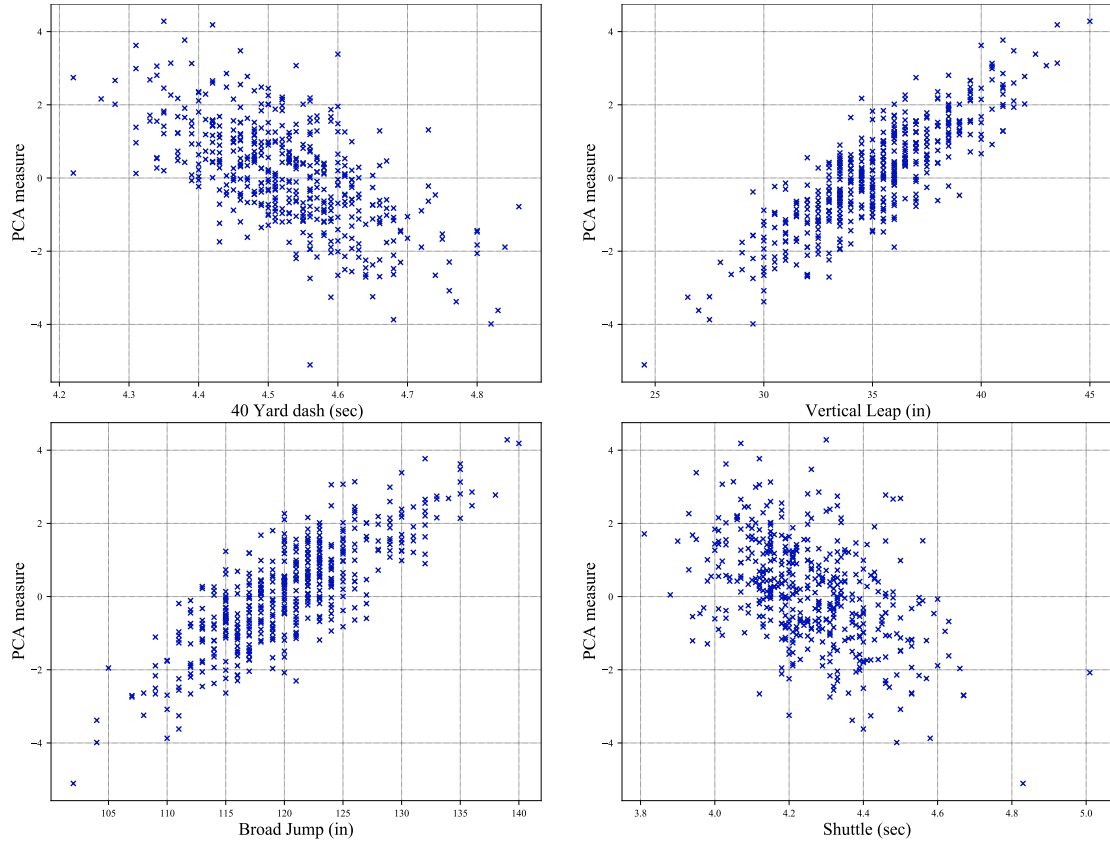 4
2
0
−2
−4
PCA measure
4.2 4.3 4.4 4.5 4.6 4.7 4.8
40 Yard dash (sec)
4
2
0
−2
−4
PCA measure
25 30 35 40 45
Vertical Leap (in)
4
2
0
−2
−4
PCA measure
105 110 115 120 125 130 135 140
Broad Jump (in)
4
2
0
−2
−4
PCA measure
3.8 4.0 4.2 4.4 4.6 4.8 5.0
Shuttle (sec)